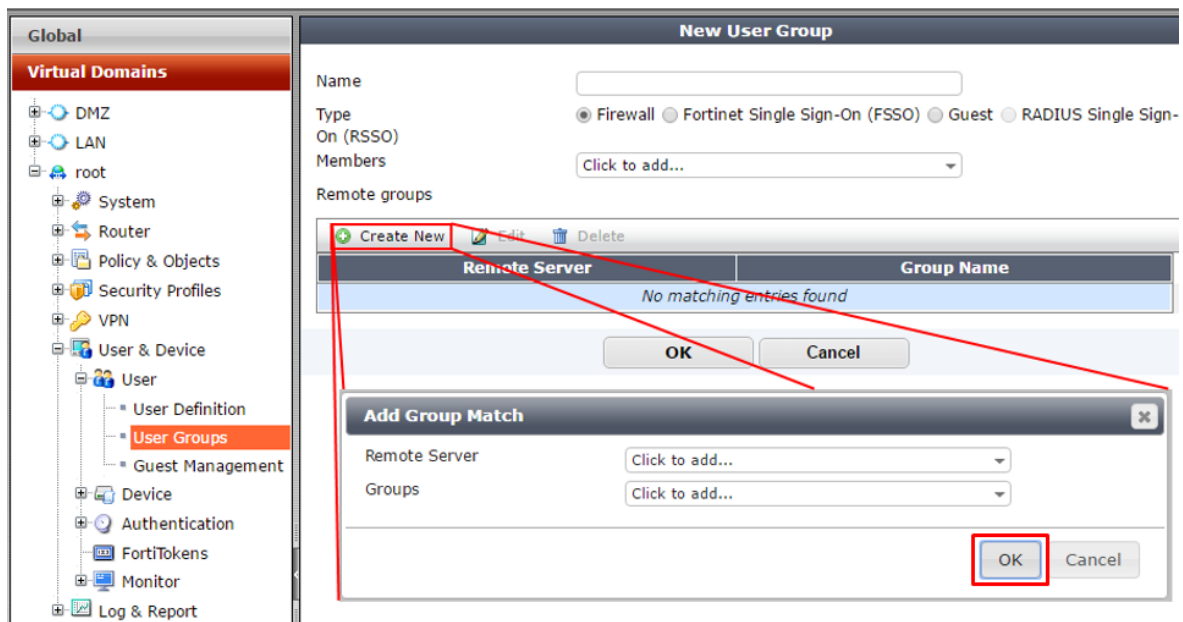 Global
Virtual Domains
DMZ
LAN
root
System
Router
Policy & Objects
Security Profiles
VPN
User & Device
User
User Definition
User Groups
Guest Management
Device
Authentication
FortiTokens
Monitor
Log & Report
New User Group
Name
Type Firewall Fortinet Single Sign-On (FSSO) Guest RADIUS Single Sign-
On (RSSO)
Members Click to add...
Remote groups
Create New Edit Delete
Remote Server Group Name
No matching entries found
OK Cancel
Add Group Match
Remote Server Click to add...
Groups Click to add...
OK Cancel